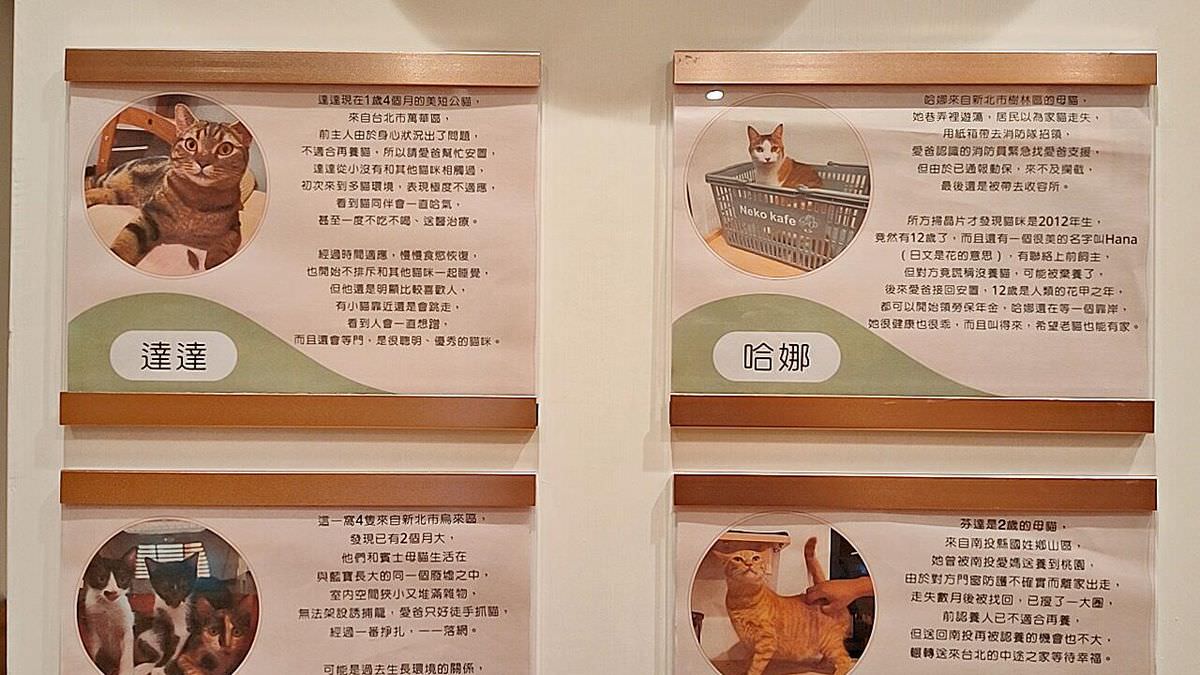 達達現在1歲4個月的美短公貓，
來自台北市萬華區，
前主人由於身心狀況出了問題，
不適合再養貓，所以請愛爸幫忙安置，
達達從小沒有和其他貓咪相觸過，
初次來到多貓環境，表現極度不適應，
看到貓同伴會一直哈氣，
甚至一度不吃不喝、送醫治療。
經過時間適應，慢慢食慾恢復，
也開始不排斥和其他貓咪一起睡覺，
但他還是明顯比較喜歡人，
有小貓靠近還是會跳走，
看到人會一直想蹭，
而且還會等門，是很聰明、優秀的貓咪。
達達
哈娜來自新北市樹林區的母貓，
她巷弄裡遊蕩，居民以為家貓走失，
用紙箱帶去消防隊招領，
愛爸認識的消防員緊急找愛爸支援，
但由於已通報動保，來不及攔截，
最後還是被帶去收容所。
所方掃晶片才發現貓咪是2012年生，
竟然有12歲了，而且還有一個很美的名字叫Hana
（日文是花的意思），有聯絡上前飼主，
但對方竟謊稱沒養貓，可能被棄養了，
後來愛爸接回安置，12歲是人類的花甲之年，
都可以開始領勞保年金，哈娜還在等一個靠岸，
她很健康也很乖，而且叫得來，希望老貓也能有家。
Neko kafe
哈娜
這一窩4隻來自新北市烏來區，
發現已有2個月大，
他們和賓士母貓生活在
與藍寶長大的同一個廢墟之中，
室內空間狹小又堆滿雜物，
無法架設誘捕籠，愛爸只好徒手抓貓，
經過一番掙扎，一一落網。
可能是過去生長環境的關係，
芬達是2歲的母貓，
來自南投縣國姓鄉山區，
她曾被南投愛媽送養到桃園，
由於對方門窗防護不確實而離家出走，
走失數月後被找回，已瘦了一大圈，
前認養人已不適合再養，
但送回南投再被認養的機會也不大，
輾轉送來台北的中途之家等待幸福。